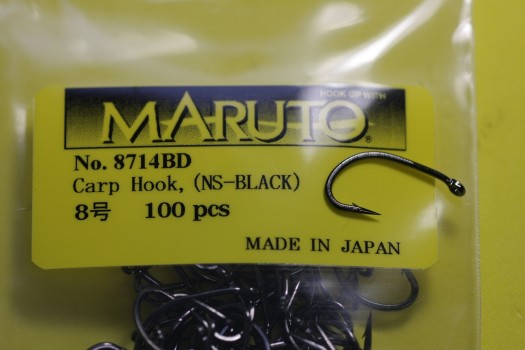 HOOK UP WITH
MARUTO®
No. 8714BD
Carp Hook, (NS-BLACK)
8号 100 pcs
MADE IN JAPAN